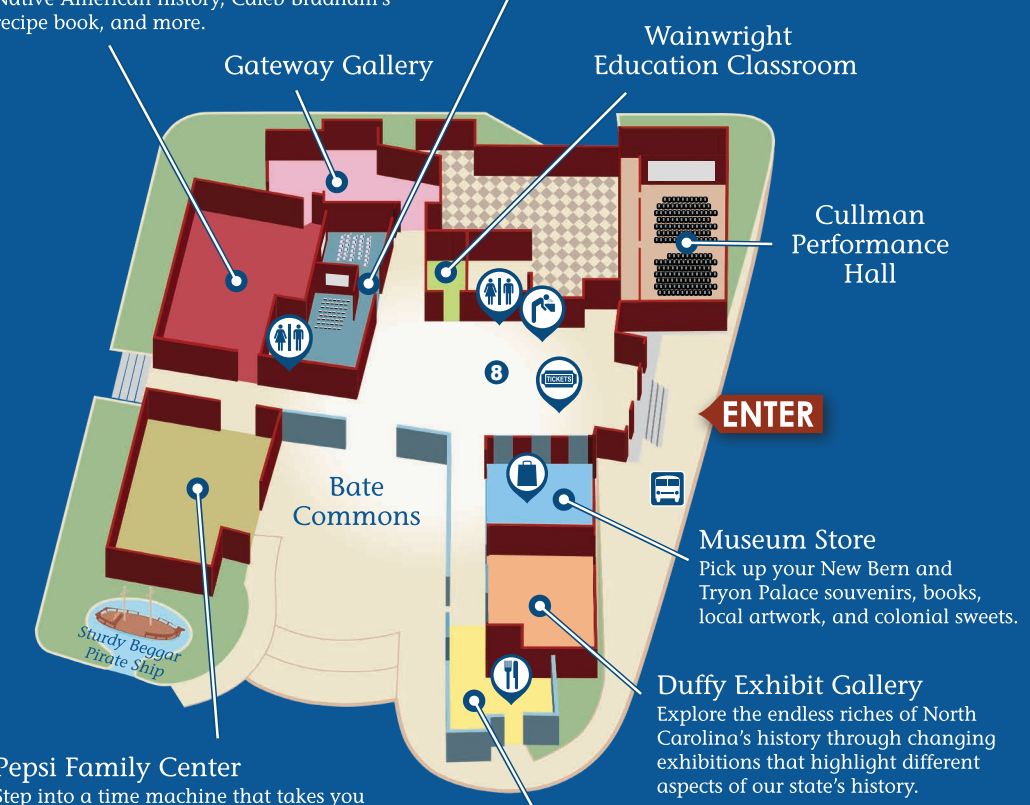 Native American history, Caleb Bradham's
recipe book, and more.
Gateway Gallery
Wainwright
Education Classroom
Cullman
Performance
Hall
8
TICKETS
ENTER
Bate
Commons
Museum Store
Pick up your New Bern and
Tryon Palace souvenirs, books,
local artwork, and colonial sweets.
Sturdy Beggar
Pirate Ship
Duffy Exhibit Gallery
Explore the endless riches of North
Carolina's history through changing
exhibitions that highlight different
aspects of our state's history.
Pepsi Family Center
Step into a time machine that takes you